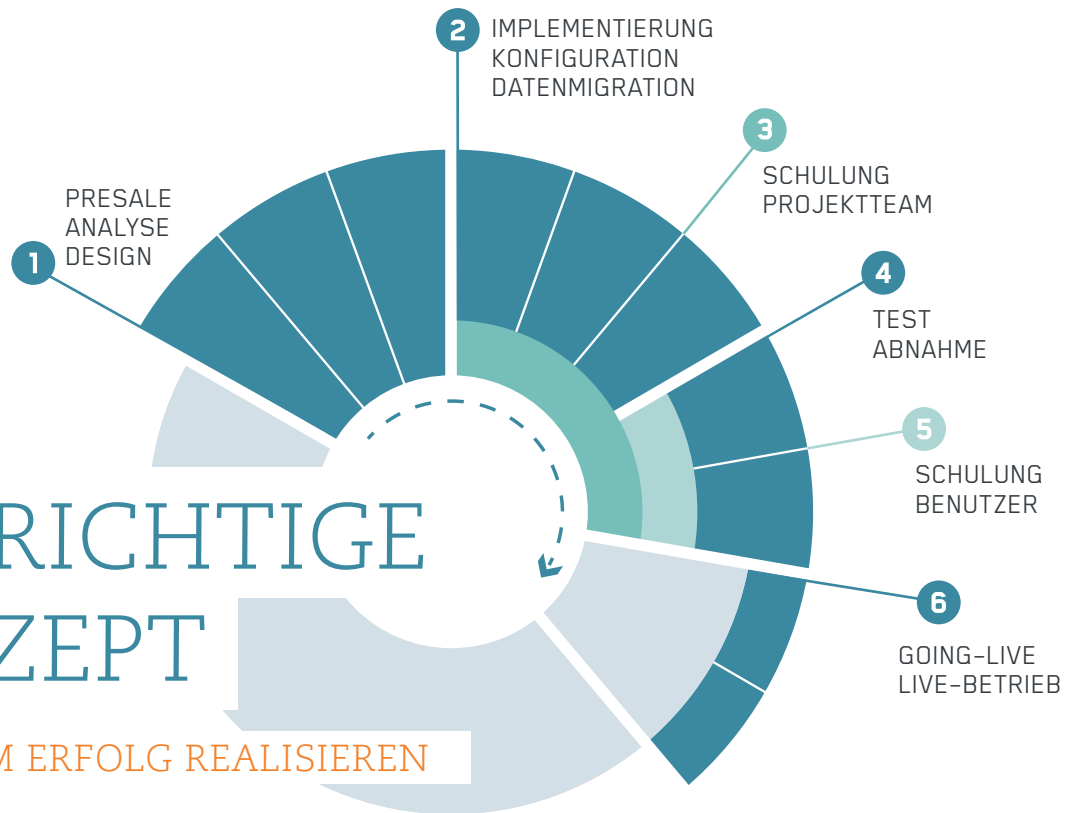 2
IMPLEMENTIERUNG
KONFIGURATION
DATENMIGRATION
3
SCHULUNG
PROJEKTTEAM
PRESALE
ANALYSE
DESIGN
1
4
TEST
ABNAHME
5
SCHULUNG
BENUTZER
RICHTIGE
ZEPT
6
GOING-LIVE
LIVE-BETRIEB
M ERFOLG REALISIEREN